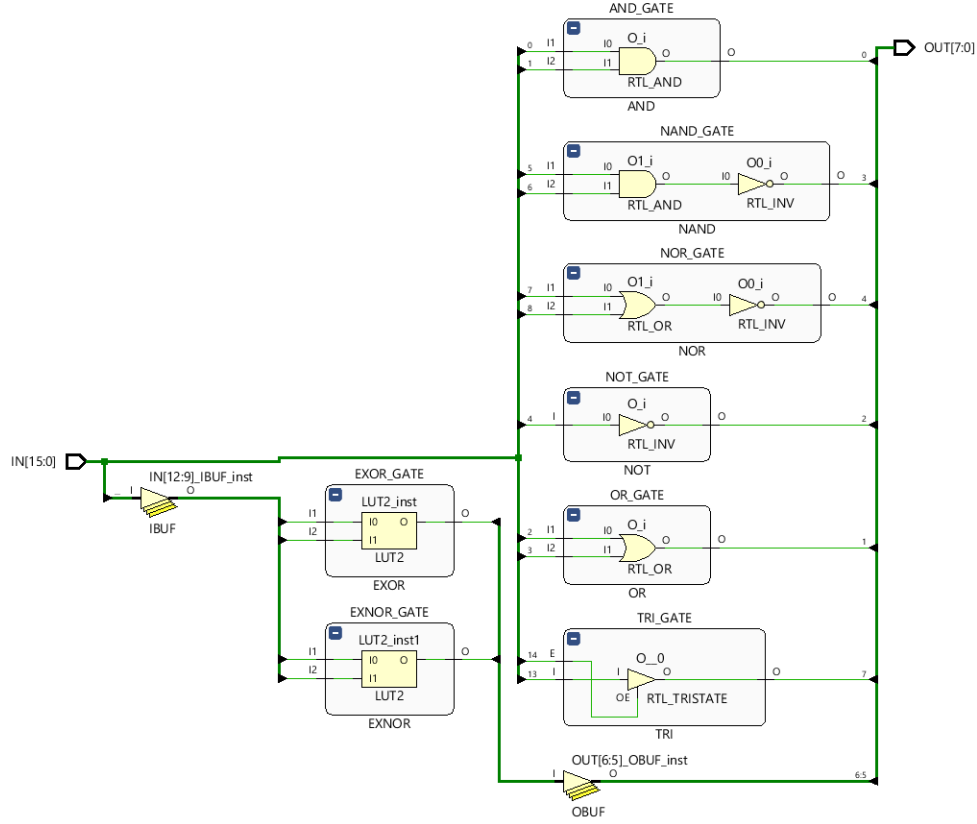 AND_GATE
0 I1 I0 O_i O O 0
1 I2 I1
RTL_AND
AND
OUT[7:0]
NAND_GATE
5 I1 I0 O1_i O I0 O0_i O O 3
6 I2 I1
RTL_AND RTL_INV
NAND
NOR_GATE
7 I1 I0 O1_i O I0 O0_i O O 4
8 I2 I1
RTL_OR RTL_INV
NOR
NOT_GATE
4 I I0 O_i O O 2
RTL_INV
NOT
IN[15:0]
IN[12:9]_IBUF_inst
I O
IBUF
EXOR_GATE
LUT2_inst
I1 I0 O O
I2 I1
LUT2
EXOR
OR_GATE
2 I1 I0 O_i O O 1
3 I2 I1
RTL_OR
OR
EXNOR_GATE
LUT2_inst1
I1 I0 O O
I2 I1
LUT2
EXNOR
TRI_GATE
14 E O__0
13 I I O O 7
OE RTL_TRISTATE
TRI
OUT[6:5]_OBUF_inst
I O 6:5
OBUF